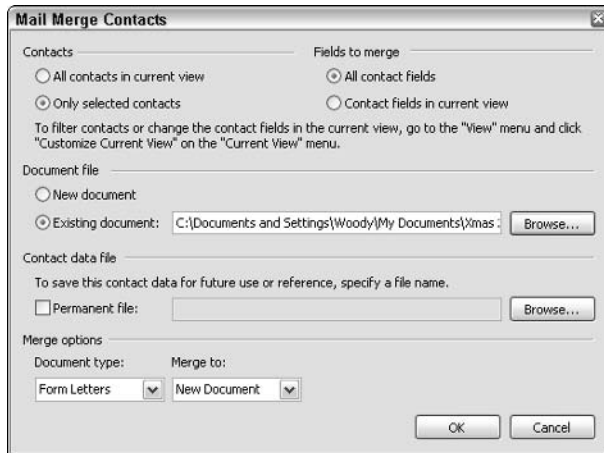 Mail Merge Contacts
Contacts
Fields to merge
All contacts in current view
All contact fields
Only selected contacts
Contact fields in current view
To filter contacts or change the contact fields in the current view, go to the "View" menu and click
"Customize Current View" on the "Current View" menu.
Document file
New document
Existing document: C:\Documents and Settings\Woody\My Documents\Xmas Browse...
Contact data file
To save this contact data for future use or reference, specify a file name.
Permanent file: Browse...
Merge options
Document type: Merge to:
Form Letters New Document
OK Cancel